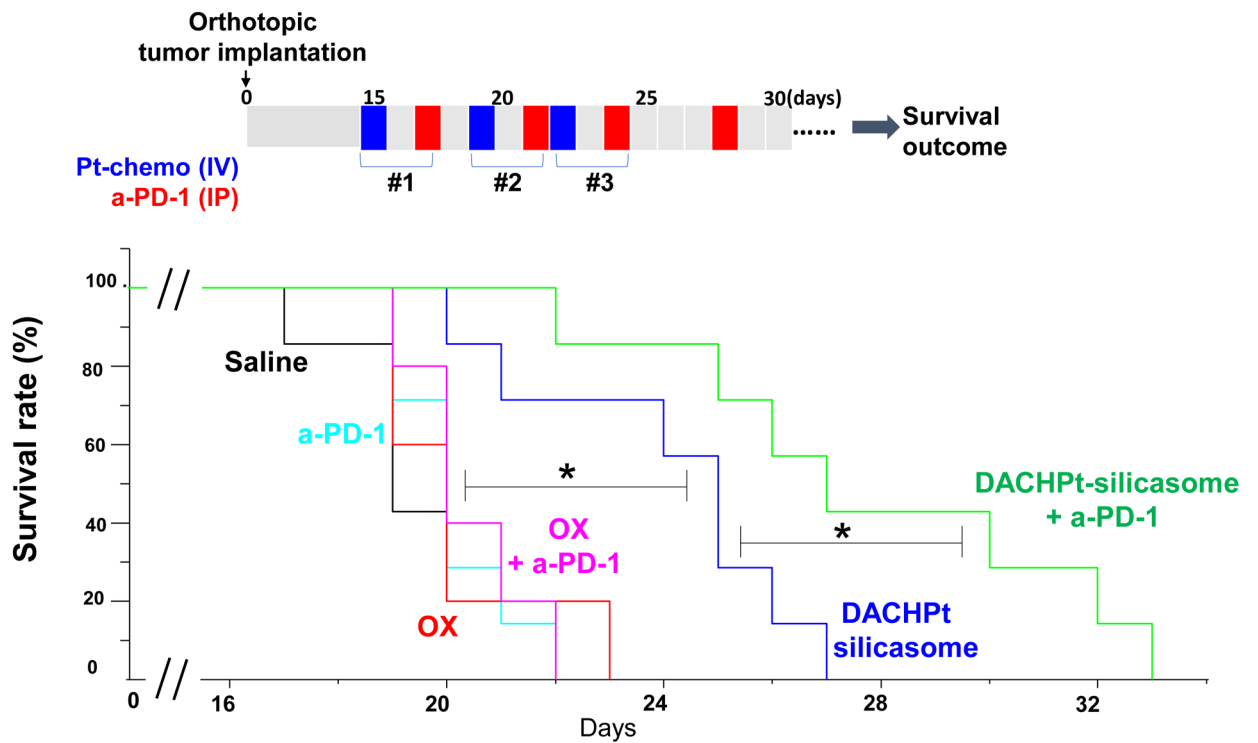 Orthotopic
tumor implantation
0 15 20 25 30(days)
......
Survival
outcome
Pt-chemo (IV)
a-PD-1 (IP)
#1 #2 #3
Survival rate (%)
100
80
60
40
20
0
Saline
a-PD-1
*
DACHPt-silicasome
+ a-PD-1
OX
+ a-PD-1
*
OX
DACHPt
silicasome
0 16 20 24 28 32
Days